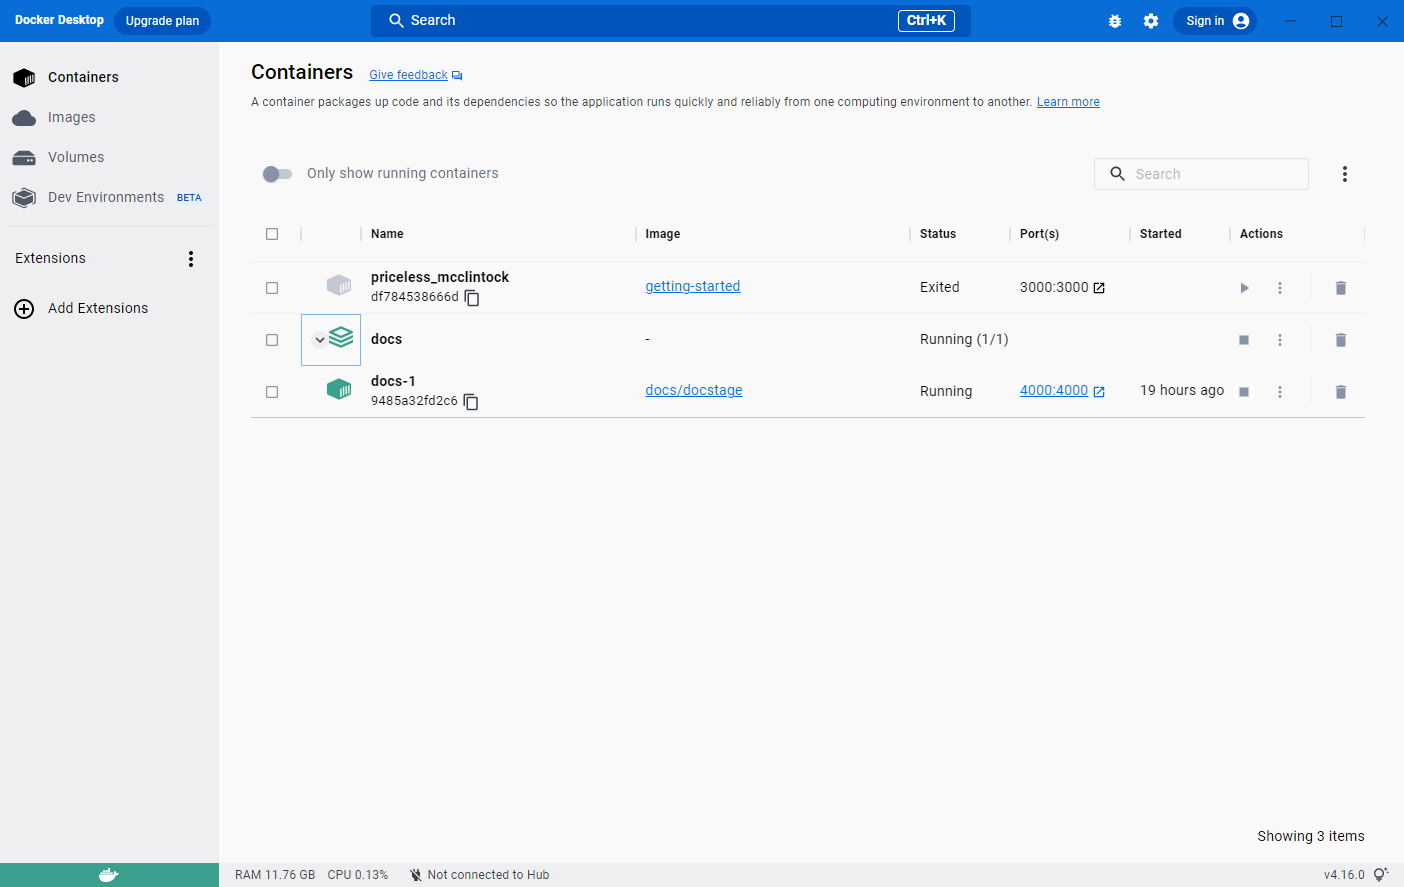 Docker Desktop Upgrade plan Search Ctrl+K Sign in
Containers
Images
Volumes
Dev Environments BETA
Extensions
Add Extensions
Containers Give feedback
A container packages up code and its dependencies so the application runs quickly and reliably from one computing environment to another. Learn more
Only show running containers Search
Name Image Status Port(s) Started Actions
priceless_mcclintock
df784538666d getting-started Exited 3000:3000
docs - Running (1/1)
docs-1
9485a32fd2c6 docs/docstage Running 4000:4000 19 hours ago
Showing 3 items
RAM 11.76 GB CPU 0.13% Not connected to Hub v4.16.0